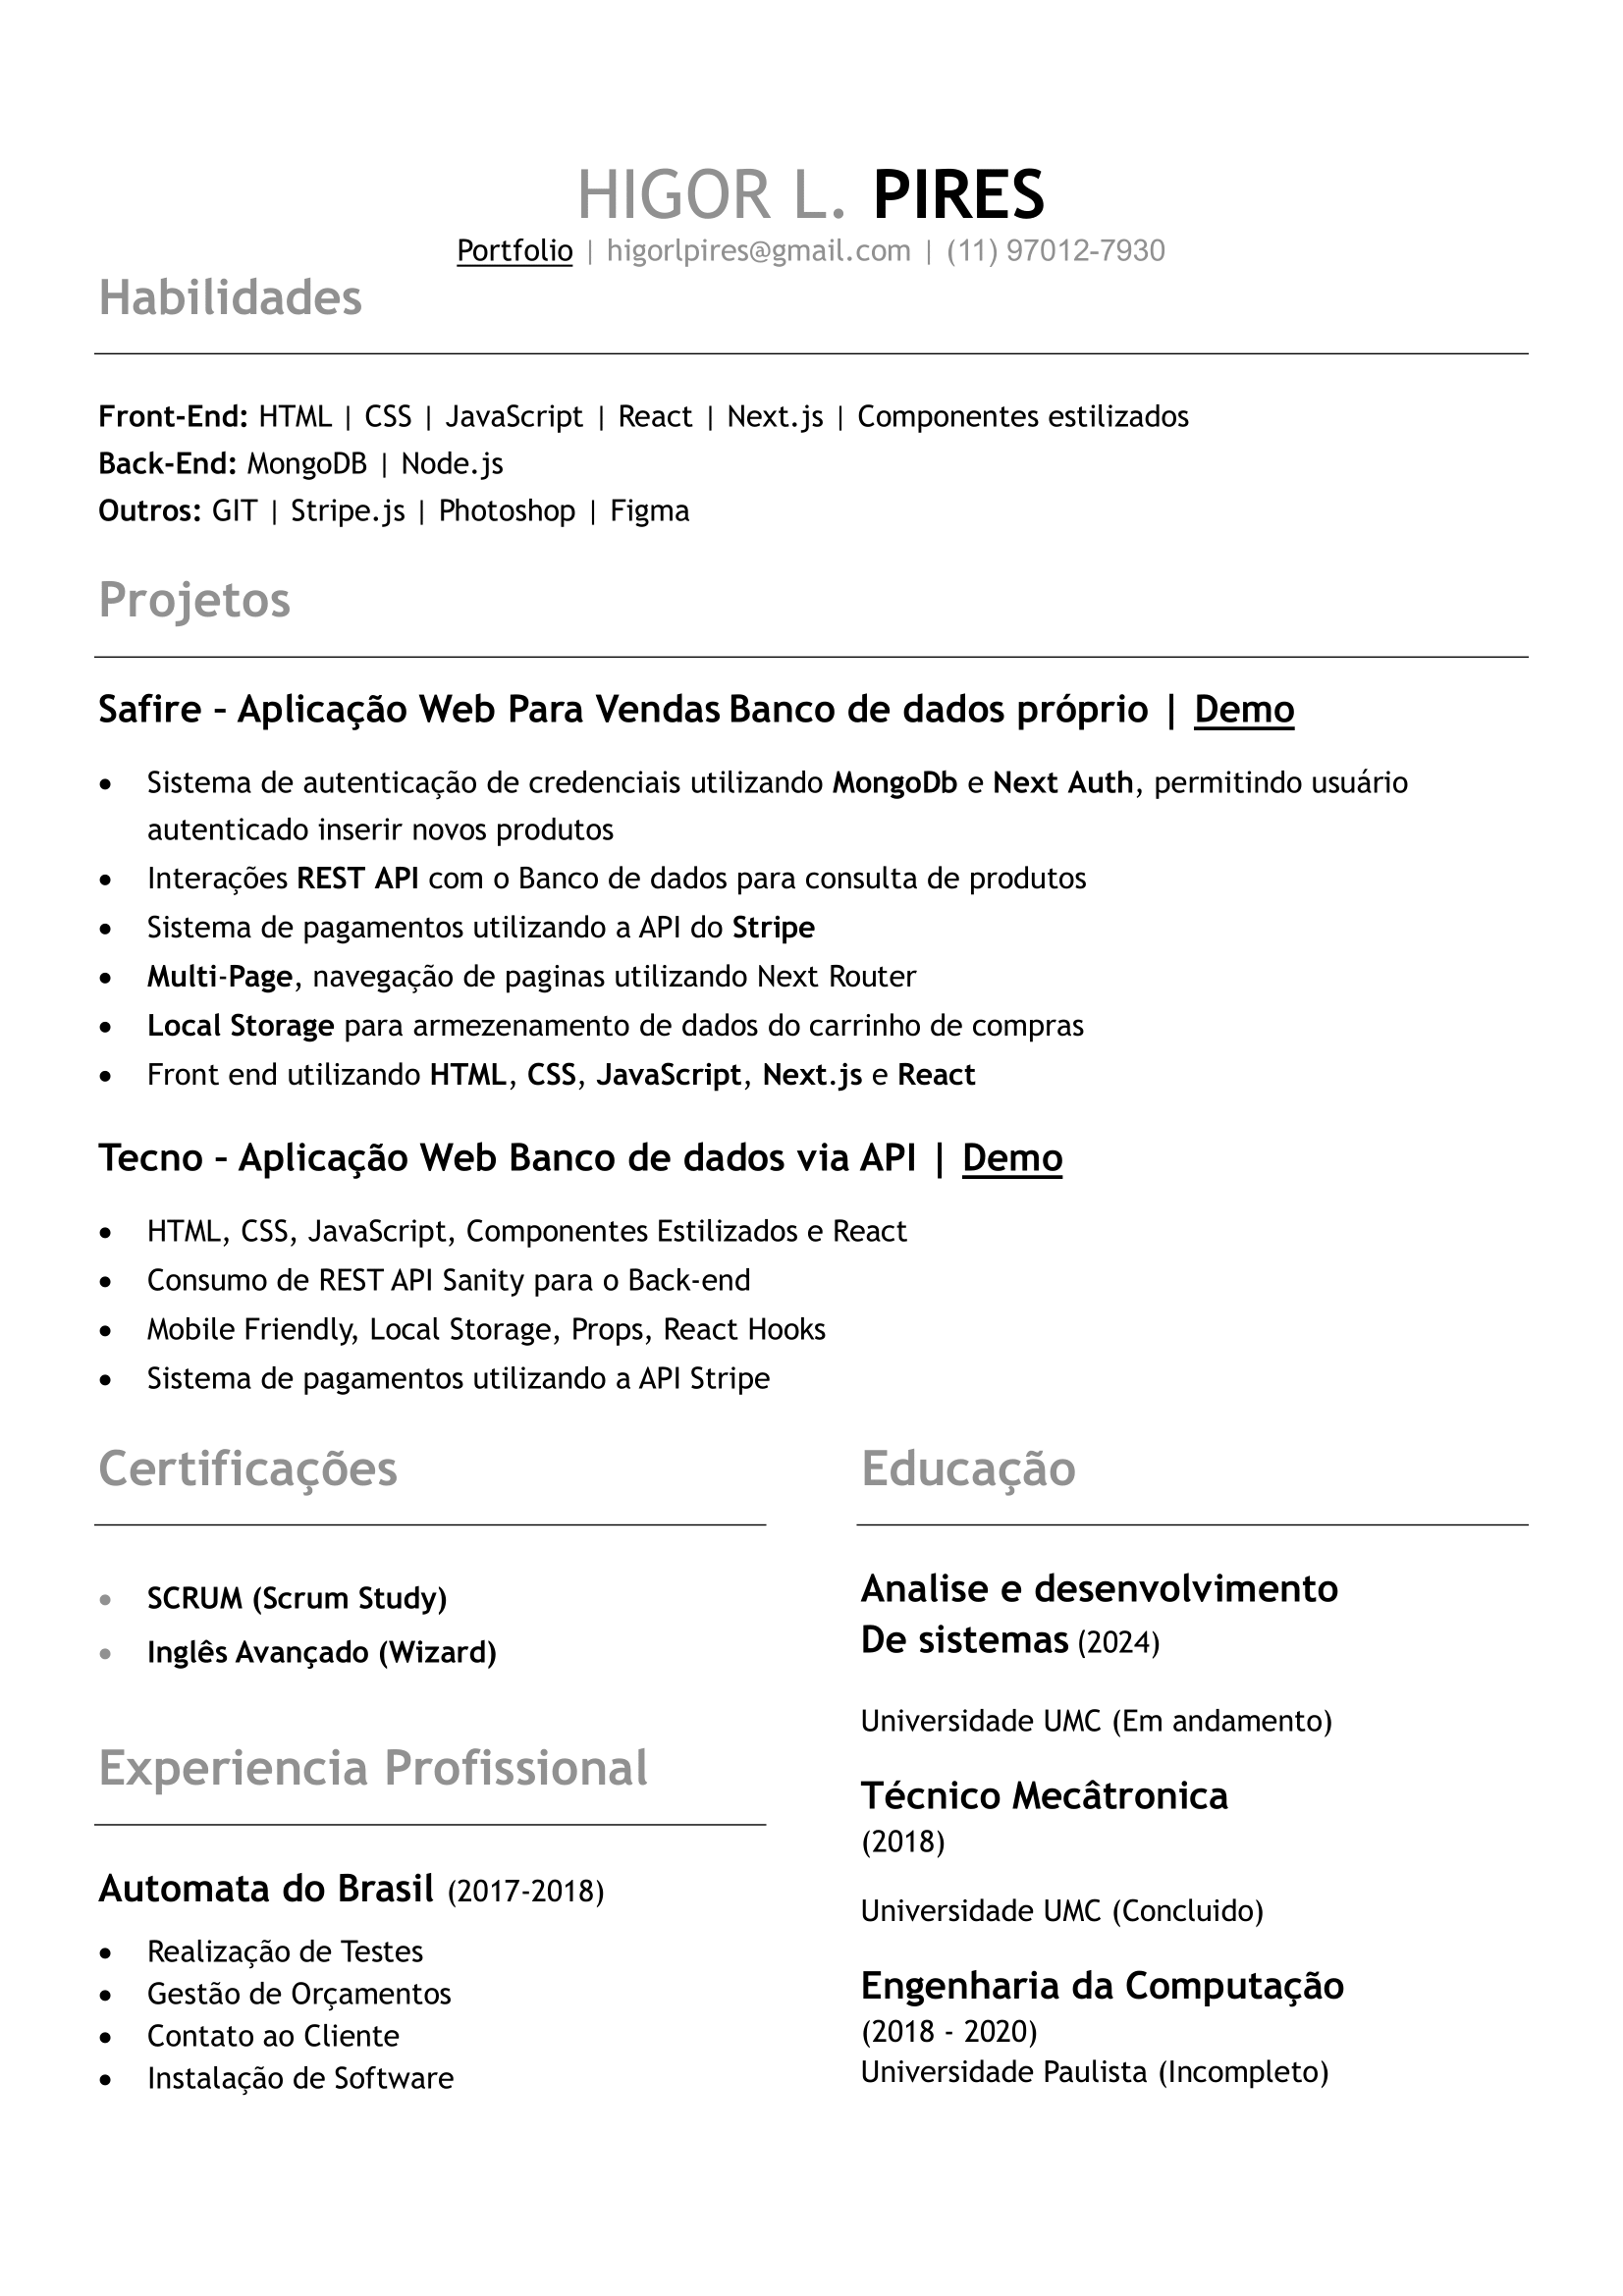 HIGOR L. PIRES
Portfolio | higorlpires@gmail.com | (11) 97012-7930
Habilidades
Front-End: HTML | CSS | JavaScript | React | Next.js | Componentes estilizados
Back-End: MongoDB | Node.js
Outros: GIT | Stripe.js | Photoshop | Figma
Projetos
Safire – Aplicação Web Para Vendas Banco de dados próprio | Demo
• Sistema de autenticação de credenciais utilizando MongoDb e Next Auth, permitindo usuário
autenticado inserir novos produtos
• Interações REST API com o Banco de dados para consulta de produtos
• Sistema de pagamentos utilizando a API do Stripe
• Multi-Page, navegação de paginas utilizando Next Router
• Local Storage para armezenamento de dados do carrinho de compras
• Front end utilizando HTML, CSS, JavaScript, Next.js e React
Tecno – Aplicação Web Banco de dados via API | Demo
• HTML, CSS, JavaScript, Componentes Estilizados e React
• Consumo de REST API Sanity para o Back-end
• Mobile Friendly, Local Storage, Props, React Hooks
• Sistema de pagamentos utilizando a API Stripe
Certificações
• SCRUM (Scrum Study)
• Inglês Avançado (Wizard)
Experiencia Profissional
Automata do Brasil (2017-2018)
• Realização de Testes
• Gestão de Orçamentos
• Contato ao Cliente
• Instalação de Software
Educação
Analise e desenvolvimento
De sistemas (2024)
Universidade UMC (Em andamento)
Técnico Mecâtronica
(2018)
Universidade UMC (Concluido)
Engenharia da Computação
(2018 - 2020)
Universidade Paulista (Incompleto)